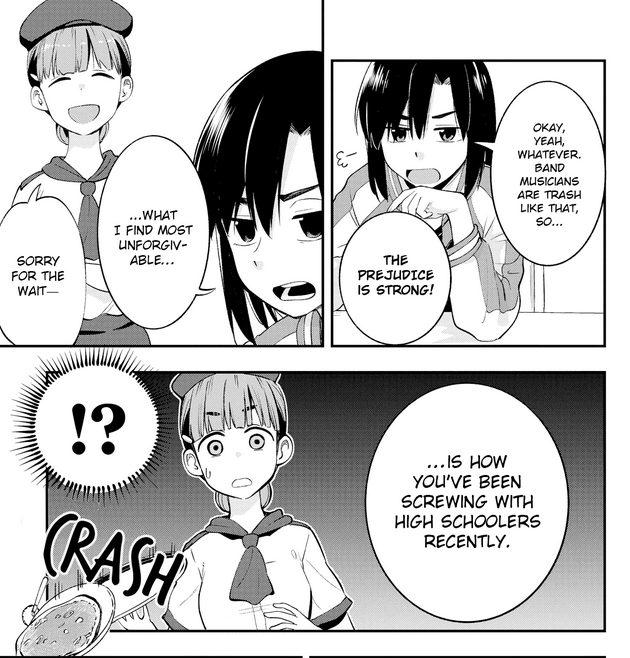 OKAY,
YEAH,
WHATEVER.
BAND
MUSICIANS
ARE TRASH
LIKE THAT,
SO...
THE
PREJUDICE
IS STRONG!
...WHAT
I FIND MOST
UNFORGIV-
ABLE...
SORRY
FOR THE
WAIT—
...IS HOW
YOU'VE BEEN
SCREWING WITH
HIGH SCHOOLERS
RECENTLY.
!?
CRASH